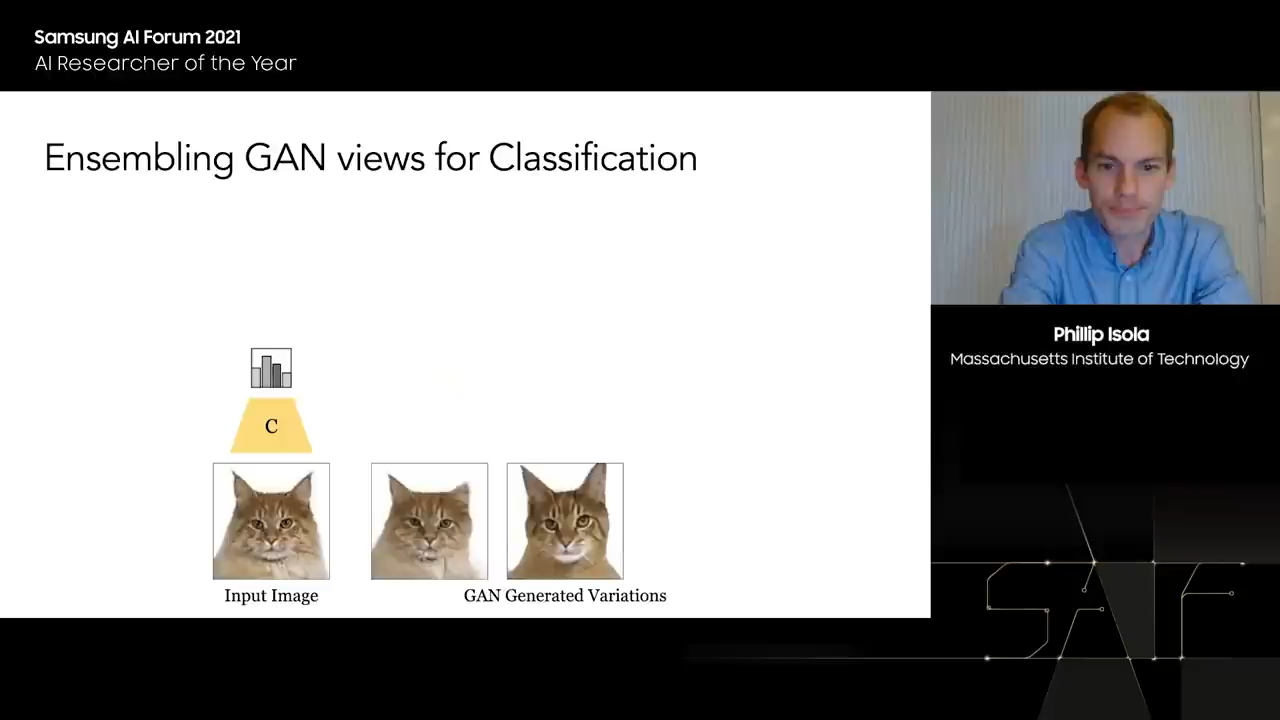 Samsung AI Forum 2021
AI Researcher of the Year
Ensembling GAN views for Classification
C
Input Image
GAN Generated Variations
Phillip Isola
Massachusetts Institute of Technology
SAIF